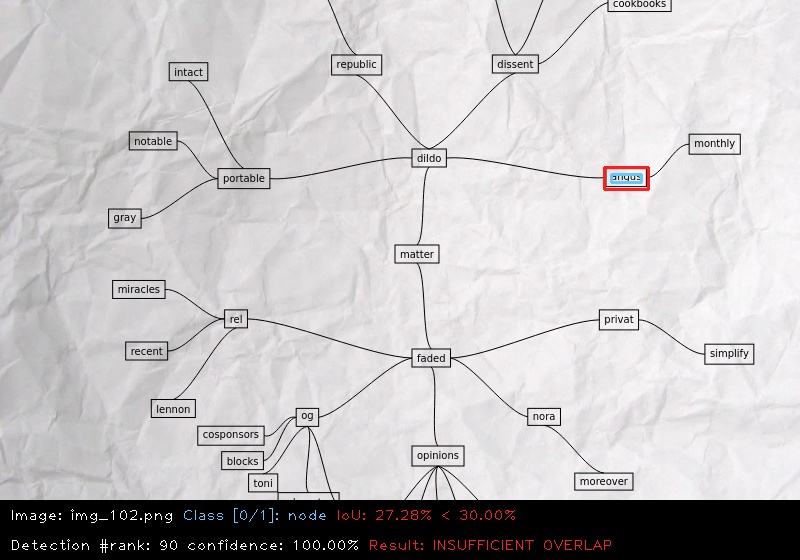 cookbooks
republic
dissent
intact
notable
monthly
dildo
portable
angus
gray
matter
miracles
rel
privat
recent
faded
simplify
lennon
og
nora
cosponsors
opinions
blocks
toni
moreover
Image: img_102.png Class [0/1]: node IoU: 27.28% < 30.00%
Detection #rank: 90 confidence: 100.00% Result: INSUFFICIENT OVERLAP